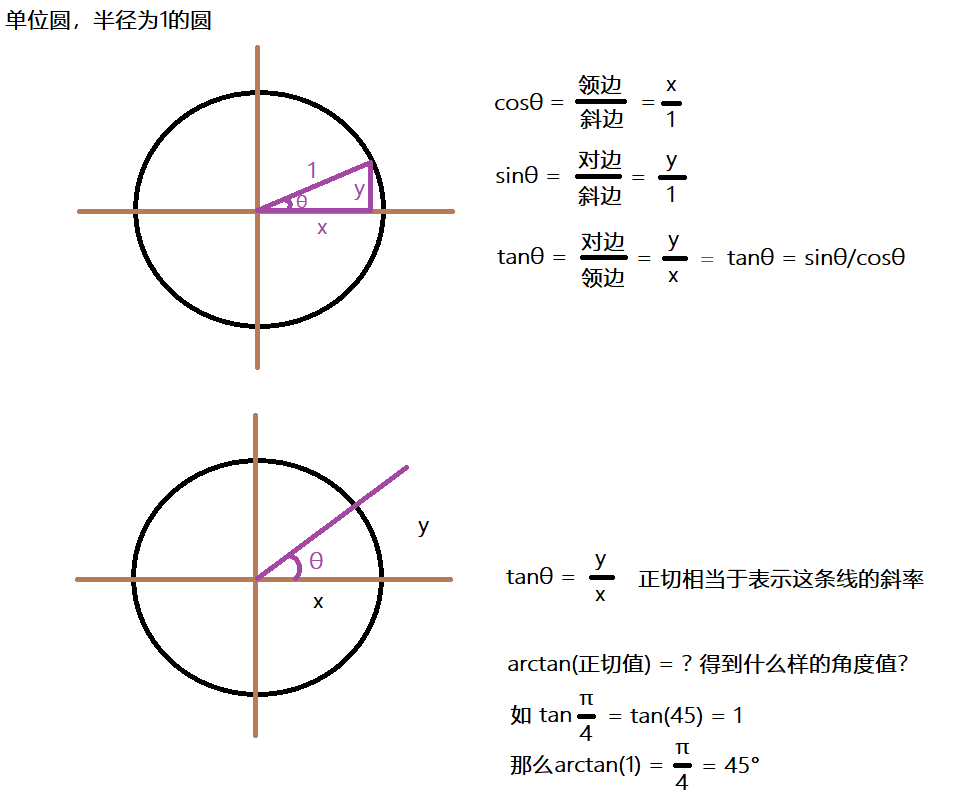 单位圆，半径为1的圆
1
θ
y
x
cosθ = 领边/斜边 = x/1
sinθ = 对边/斜边 = y/1
tanθ = 对边/领边 = y/x = tanθ = sinθ/cosθ
θ
y
x
tanθ = y/x 正切相当于表示这条线的斜率
arctan(正切值) = ? 得到什么样的角度值?
如 tan π/4 = tan(45) = 1
那么arctan(1) = π/4 = 45°